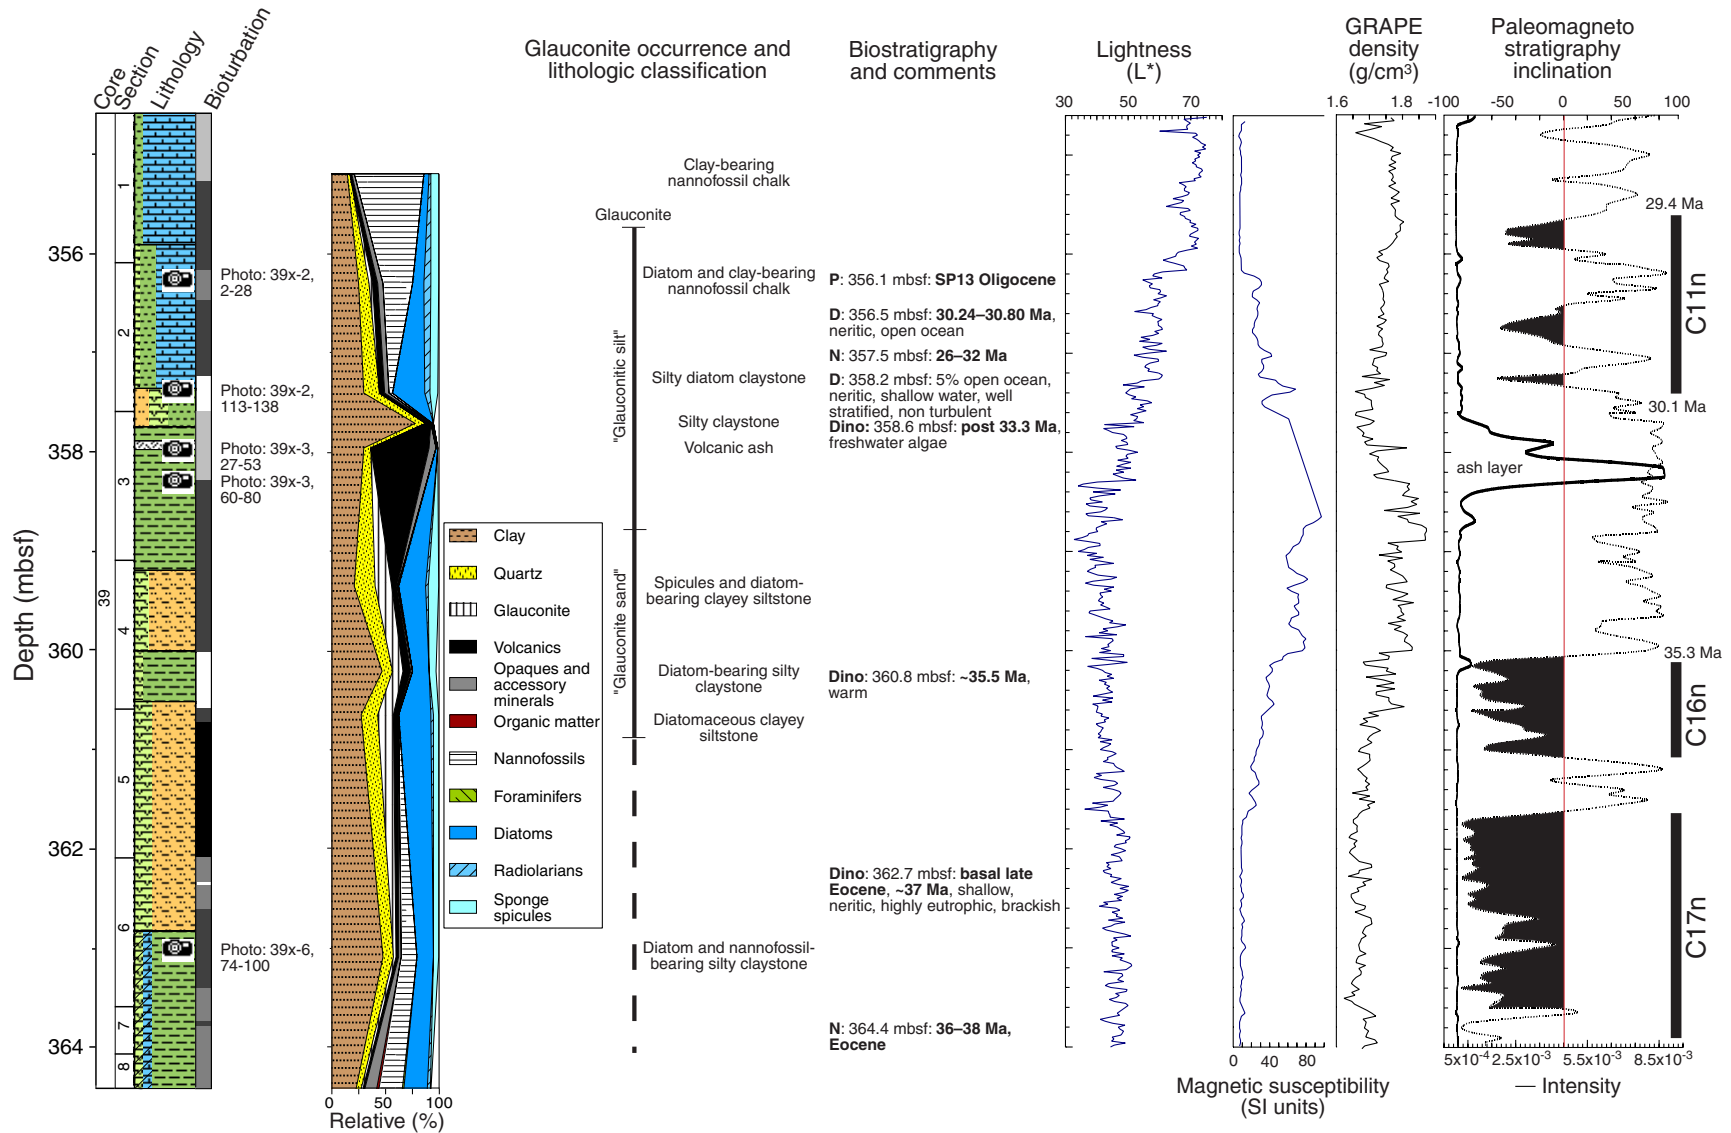 Core
Section
Lithology
Bioturbation
Glauconite occurrence and
lithologic classification
Biostratigraphy
and comments
Lightness
(L*)
GRAPE
density
(g/cm³)
Paleomagneto
stratigraphy
inclination
30
50
70
1.6
1.8
-100
-50
0
50
100
Depth (mbsf)
356
358
360
362
364
39
1
2
3
4
5
6
7
8
Photo: 39x-2,
2-28
Photo: 39x-2,
113-138
Photo: 39x-3,
27-53
Photo: 39x-3,
60-80
Photo: 39x-6,
74-100
0
50
100
Relative (%)
Clay
Quartz
Glauconite
Volcanics
Opaques and
accessory
minerals
Organic matter
Nannofossils
Foraminifers
Diatoms
Radiolarians
Sponge
spicules
Glauconite
"Glauconitic silt"
"Glauconite sand"
Clay-bearing
nannofossil chalk
Diatom and clay-bearing
nannofossil chalk
Silty diatom claystone
Silty claystone
Volcanic ash
Spicules and diatom-
bearing clayey siltstone
Diatom-bearing silty
claystone
Diatomaceous clayey
siltstone
Diatom and nannofossil-
bearing silty claystone
P: 356.1 mbsf: SP13 Oligocene
D: 356.5 mbsf: 30.24–30.80 Ma,
neritic, open ocean
N: 357.5 mbsf: 26–32 Ma
D: 358.2 mbsf: 5% open ocean,
neritic, shallow water, well
stratified, non turbulent
Dino: 358.6 mbsf: post 33.3 Ma,
freshwater algae
Dino: 360.8 mbsf: ~35.5 Ma,
warm
Dino: 362.7 mbsf: basal late
Eocene, ~37 Ma, shallow,
neritic, highly eutrophic, brackish
N: 364.4 mbsf: 36–38 Ma,
Eocene
0
40
80
Magnetic susceptibility
(SI units)
29.4 Ma
C11n
30.1 Ma
ash layer
35.3 Ma
C16n
C17n
5x10⁻⁴
2.5x10⁻³
5.5x10⁻³
8.5x10⁻³
— Intensity